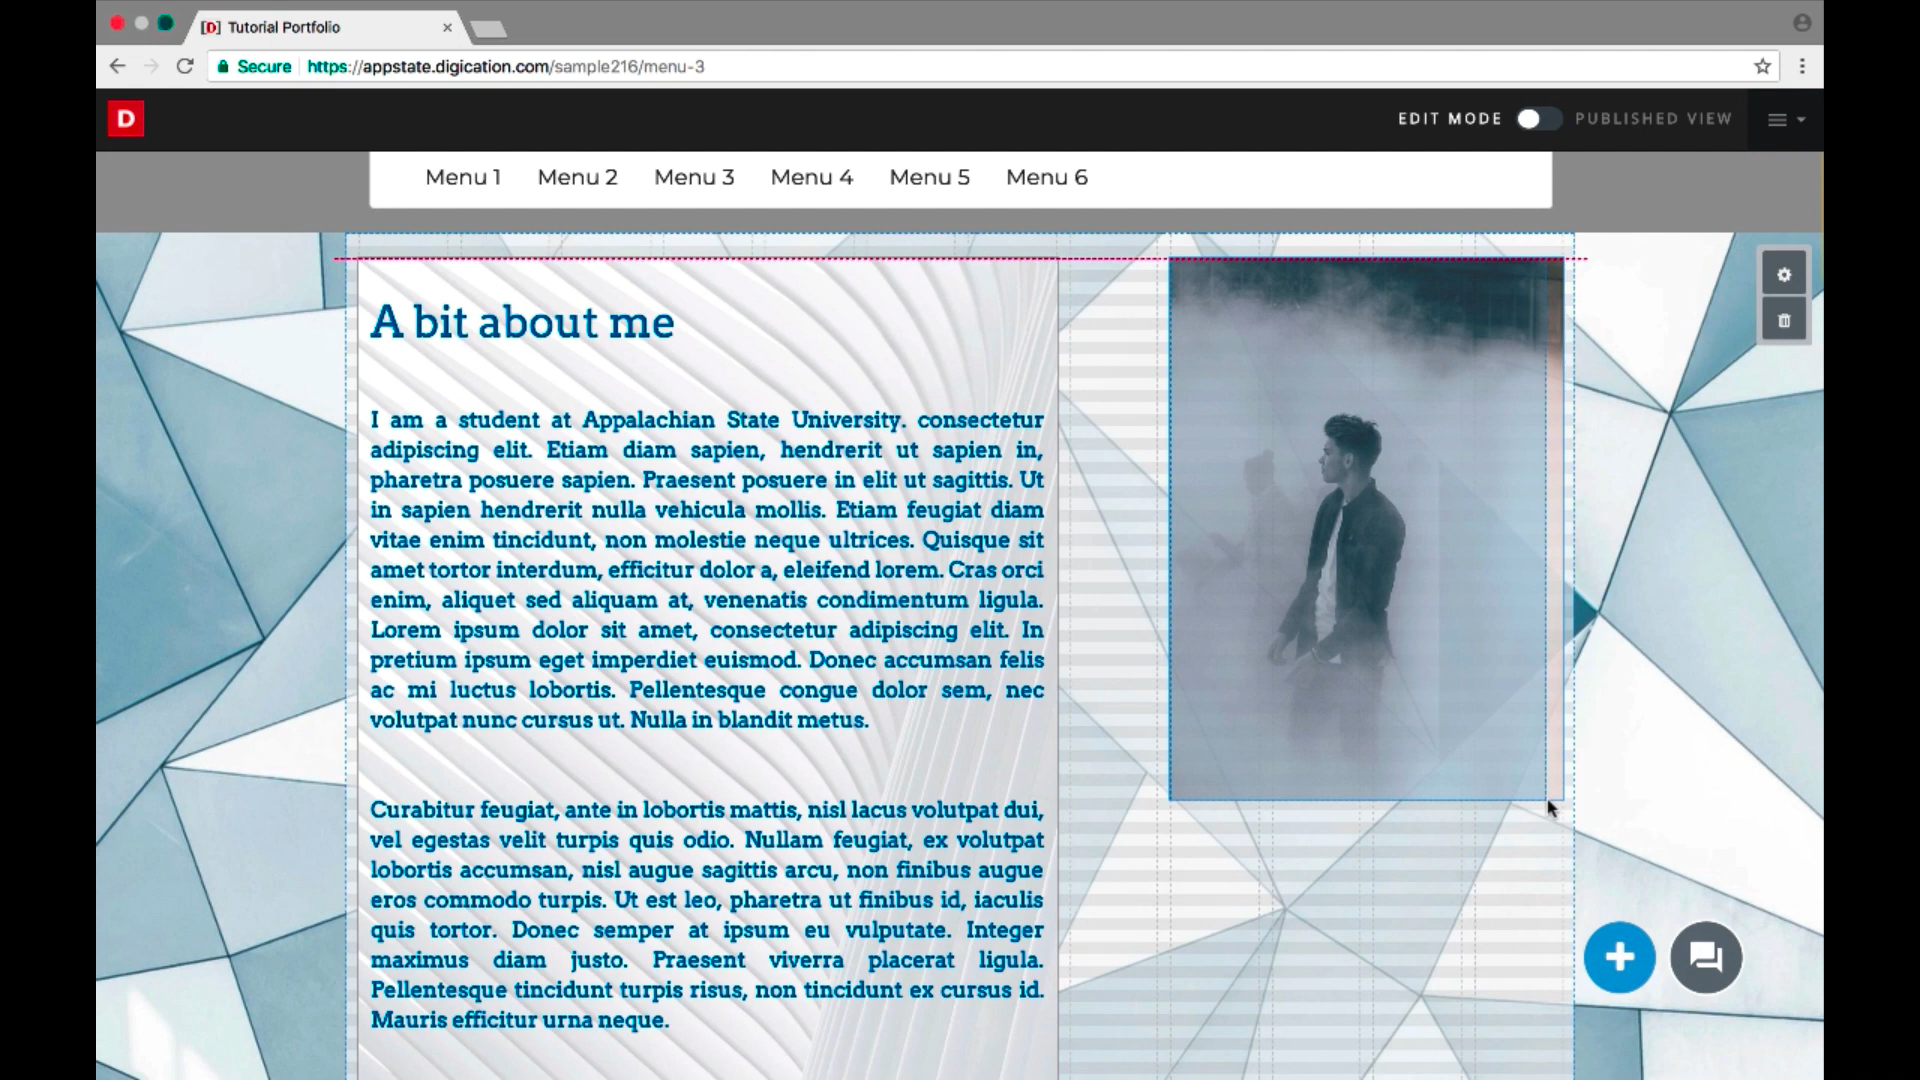 [D] Tutorial Portfolio
Secure https://appstate.digication.com/sample216/menu-3
D
EDIT MODE PUBLISHED VIEW
Menu 1 Menu 2 Menu 3 Menu 4 Menu 5 Menu 6
A bit about me
I am a student at Appalachian State University. consectetur
adipiscing elit. Etiam diam sapien, hendrerit ut sapien in,
pharetra posuere sapien. Praesent posuere in elit ut sagittis. Ut
in sapien hendrerit nulla vehicula mollis. Etiam feugiat diam
vitae enim tincidunt, non molestie neque ultrices. Quisque sit
amet tortor interdum, efficitur dolor a, eleifend lorem. Cras orci
enim, aliquet sed aliquam at, venenatis condimentum ligula.
Lorem ipsum dolor sit amet, consectetur adipiscing elit. In
pretium ipsum eget imperdiet euismod. Donec accumsan felis
ac mi luctus lobortis. Pellentesque congue dolor sem, nec
volutpat nunc cursus ut. Nulla in blandit metus.
Curabitur feugiat, ante in lobortis mattis, nisl lacus volutpat dui,
vel egestas velit turpis quis odio. Nullam feugiat, ex volutpat
lobortis accumsan, nisl augue sagittis arcu, non finibus augue
eros commodo turpis. Ut est leo, pharetra ut finibus id, iaculis
quis tortor. Donec semper at ipsum eu vulputate. Integer
maximus diam justo. Praesent viverra placerat ligula.
Pellentesque tincidunt turpis risus, non tincidunt ex cursus id.
Mauris efficitur urna neque.